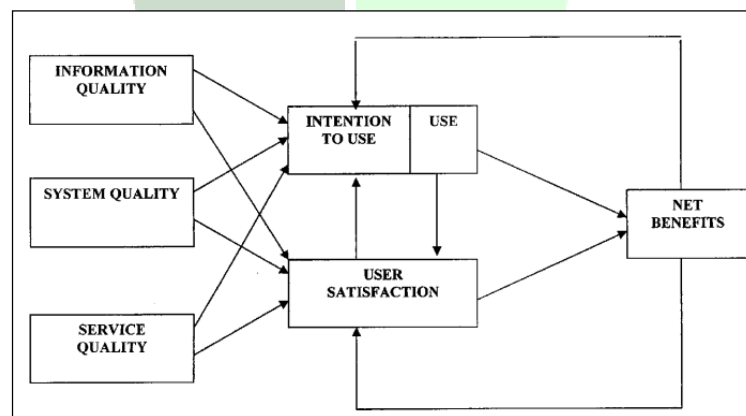 INFORMATION
QUALITY
INTENTION
TO USE
USE
SYSTEM QUALITY
NET
BENEFITS
USER
SATISFACTION
SERVICE
QUALITY